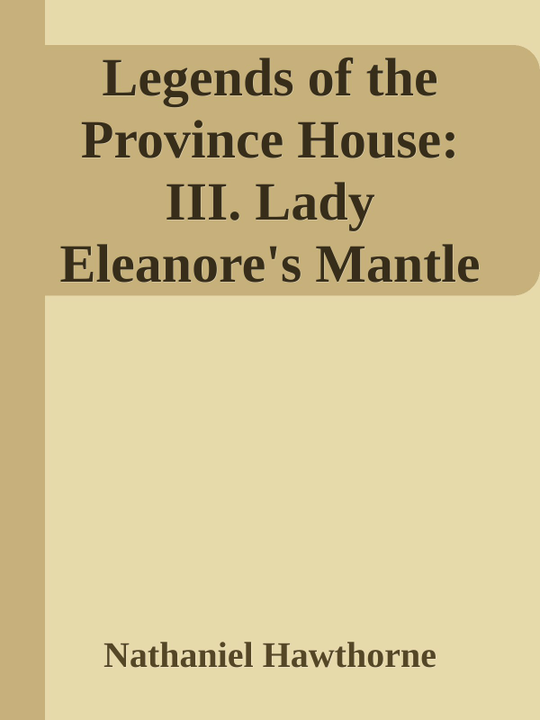 Legends of the
Province House:
III. Lady
Eleanore's Mantle
Nathaniel Hawthorne